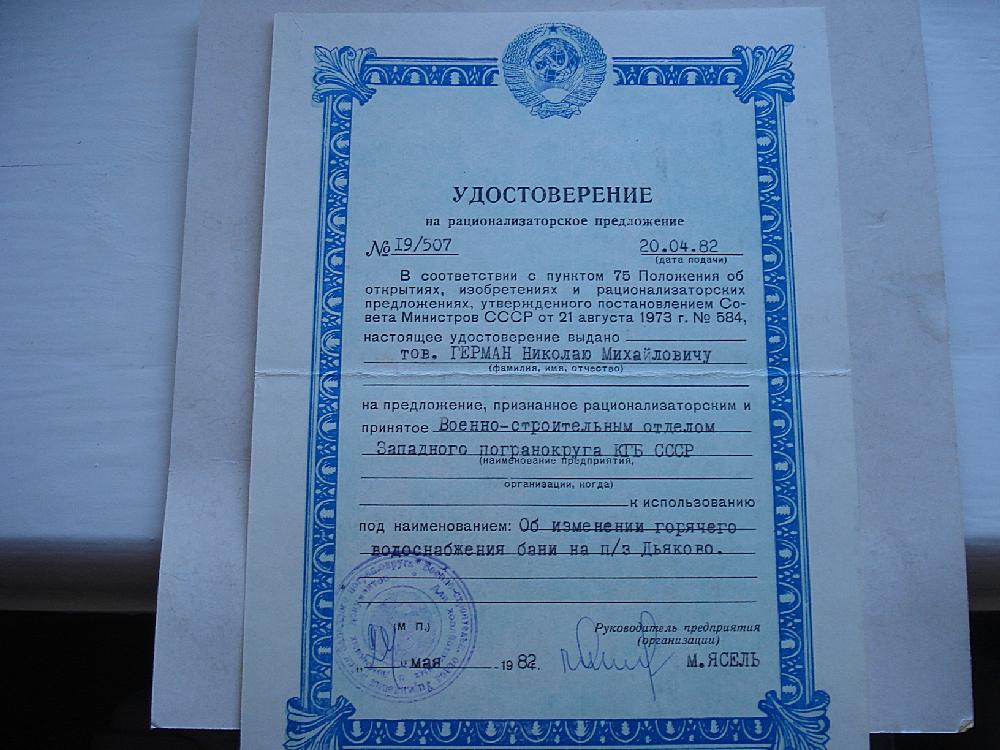 УДОСТОВЕРЕНИЕ
на рационализаторское предложение
№ I9/507 20.04.82
(дата подачи)
В соответствии с пунктом 75 Положения об
открытиях, изобретениях и рационализаторских
предложениях, утвержденного постановлением Со-
вета Министров СССР от 21 августа 1973 г. № 584,
настоящее удостоверение выдано
тов. ГЕРМАН Николаю Михайловичу
(фамилия, имя, отчество)
на предложение, признанное рационализаторским и
принятое Военно-строительным отделом
Западного погранокруга КГБ СССР
(наименование предприятия,
организации, когда)
к использованию
под наименованием: Об изменении горячего
водоснабжения бани на п/з Дьяково.
(М П.)
Руководитель предприятия
(организации)
мая 1982г. М.ЯСЕЛЬ